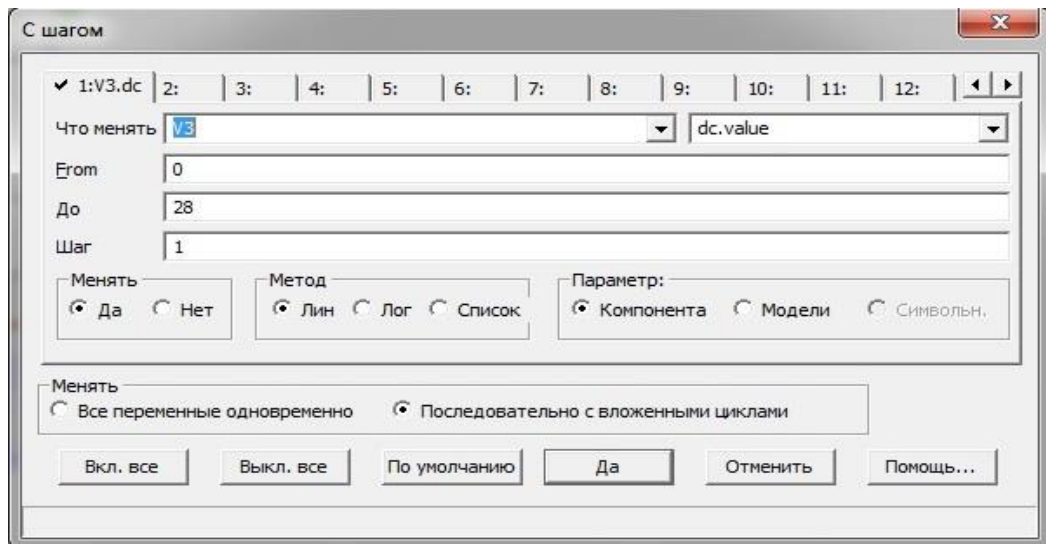 С шагом
1:V3.dc 2: 3: 4: 5: 6: 7: 8: 9: 10: 11: 12:
Что менять V3 dc.value
From 0
До 28
Шаг 1
Менять Метод Параметр:
Да Нет Лин Лог Список Компонента Модели Символьн.
Менять
Все переменные одновременно Последовательно с вложенными циклами
Вкл. все Выкл. все По умолчанию Да Отменить Помощь...